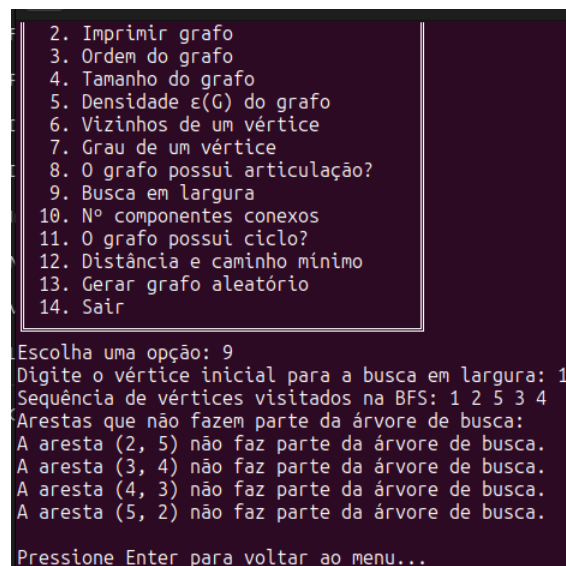 2. Imprimir grafo
3. Ordem do grafo
4. Tamanho do grafo
5. Densidade ε(G) do grafo
6. Vizinhos de um vértice
7. Grau de um vértice
8. O grafo possui articulação?
9. Busca em largura
10. Nº componentes conexos
11. O grafo possui ciclo?
12. Distância e caminho mínimo
13. Gerar grafo aleatório
14. Sair
Escolha uma opção: 9
Digite o vértice inicial para a busca em largura: 1
Sequência de vértices visitados na BFS: 1 2 5 3 4
Arestas que não fazem parte da árvore de busca:
A aresta (2, 5) não faz parte da árvore de busca.
A aresta (3, 4) não faz parte da árvore de busca.
A aresta (4, 3) não faz parte da árvore de busca.
A aresta (5, 2) não faz parte da árvore de busca.
Pressione Enter para voltar ao menu...